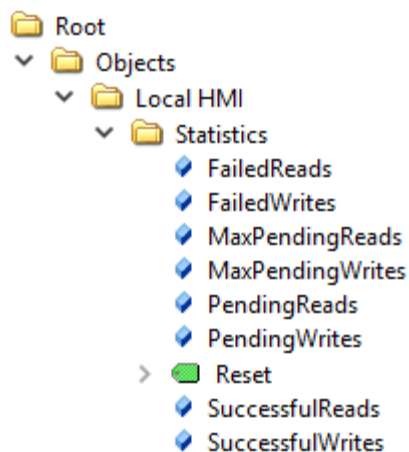 Root
Objects
Local HMI
Statistics
FailedReads
FailedWrites
MaxPendingReads
MaxPendingWrites
PendingReads
PendingWrites
Reset
SuccessfulReads
SuccessfulWrites